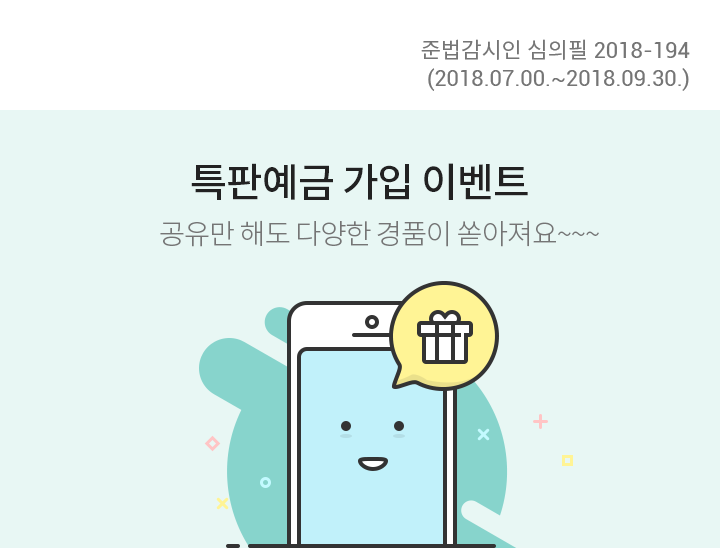 준법감시인 심의필 2018-194
(2018.07.00.~2018.09.30.)
특판예금 가입 이벤트
공유만 해도 다양한 경품이 쏟아져요~~~